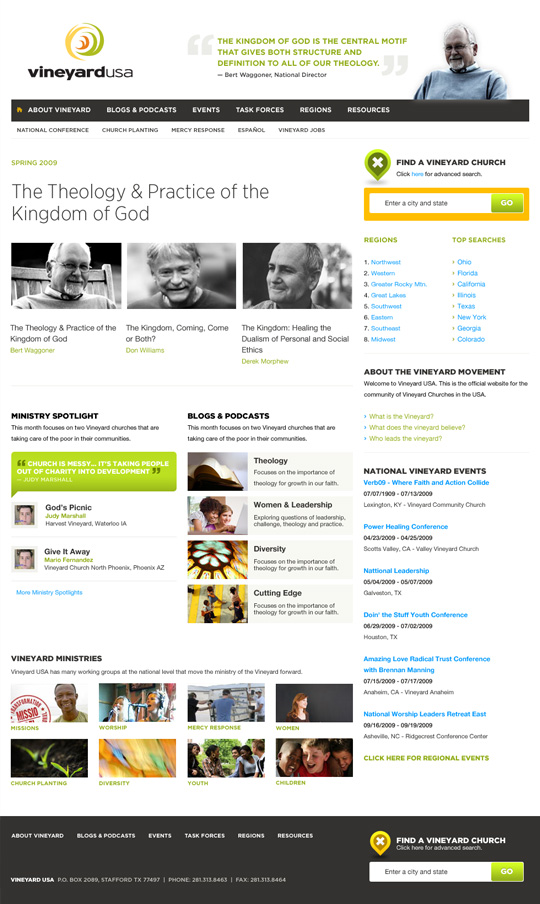 vineyardusa
THE KINGDOM OF GOD IS THE CENTRAL MOTIF
THAT GIVES BOTH STRUCTURE AND
DEFINITION TO ALL OF OUR THEOLOGY.
— Bert Waggoner, National Director
ABOUT VINEYARD BLOGS & PODCASTS EVENTS TASK FORCES REGIONS RESOURCES
NATIONAL CONFERENCE CHURCH PLANTING MERCY RESPONSE ESPAÑOL VINEYARD JOBS
SPRING 2009
The Theology & Practice of the
Kingdom of God
The Theology & Practice of the
Kingdom of God
Bert Waggoner
The Kingdom, Coming, Come
or Both?
Don Williams
The Kingdom: Healing the
Dualism of Personal and Social
Ethics
Derek Morphew
MINISTRY SPOTLIGHT
This month focuses on two Vineyard churches that are
taking care of the poor in their communities.
“ CHURCH IS MESSY... IT'S TAKING PEOPLE
OUT OF CHARITY INTO DEVELOPMENT ”
— JUDY MARSHALL
God's Picnic
Judy Marshall
Harvest Vineyard, Waterloo IA
Give It Away
Mario Fernandez
Vineyard Church North Phoenix, Phoenix AZ
More Ministry Spotlights
BLOGS & PODCASTS
This month focuses on two Vineyard churches that are
taking care of the poor in their communities.
Theology
Focuses on the importance of
theology for growth in our faith.
Women & Leadership
Exploring questions of leadership,
challenge, theology and practice.
Diversity
Focuses on the importance of
theology for growth in our faith.
Cutting Edge
Focuses on the importance of
theology for growth in our faith.
VINEYARD MINISTRIES
Vineyard USA has many working groups at the national level that move the ministry of the Vineyard forward.
MISSIONS
WORSHIP
MERCY RESPONSE
WOMEN
CHURCH PLANTING
DIVERSITY
YOUTH
CHILDREN
FIND A VINEYARD CHURCH
Click here for advanced search.
Enter a city and state GO
REGIONS
1. Northwest
2. Western
3. Greater Rocky Mtn.
4. Great Lakes
5. Southwest
6. Eastern
7. Southeast
8. Midwest
TOP SEARCHES
› Ohio
› Florida
› California
› Illinois
› Texas
› New York
› Georgia
› Colorado
ABOUT THE VINEYARD MOVEMENT
Welcome to Vineyard USA. This is the official website for the
community of Vineyard Churches in the USA.
› What is the Vineyard?
› What does the vineyard believe?
› Who leads the vineyard?
NATIONAL VINEYARD EVENTS
Verb09 - Where Faith and Action Collide
07/07/1909 - 07/13/2009
Lexington, KY - Vineyard Community Church
Power Healing Conference
04/23/2009 - 04/25/2009
Scotts Valley, CA - Valley Vineyard Church
Nattional Leadership
05/04/2009 - 05/07/2009
Galveston, TX
Doin' the Stuff Youth Conference
06/29/2009 - 07/02/2009
Houston, TX
Amazing Love Radical Trust Conference
with Brennan Manning
07/15/2009 - 07/17/2009
Anaheim, CA - Vineyard Anaheim
National Worship Leaders Retreat East
09/16/2009 - 09/19/2009
Asheville, NC - Ridgecrest Conference Center
CLICK HERE FOR REGIONAL EVENTS
ABOUT VINEYARD BLOGS & PODCASTS EVENTS TASK FORCES REGIONS RESOURCES
VINEYARD USA P.O. BOX 2089, STAFFORD TX 77497 | PHONE: 281.313.8463 | FAX: 281.313.8464
FIND A VINEYARD CHURCH
Click here for advanced search.
Enter a city and state GO